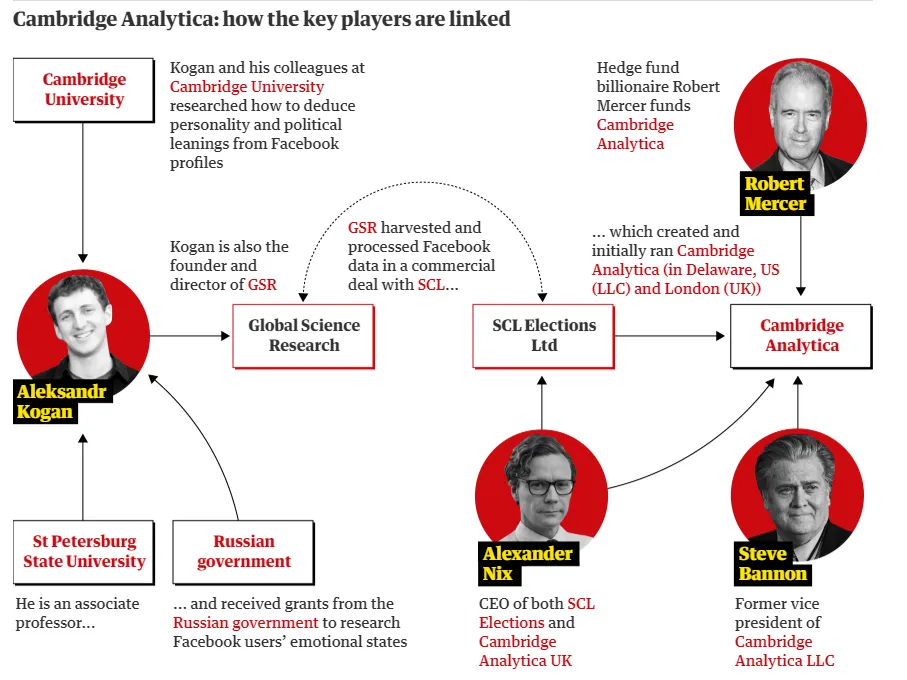 Cambridge Analytica: how the key players are linked
Cambridge
University
Kogan and his colleagues at
Cambridge University
researched how to deduce
personality and political
leanings from Facebook
profiles
Hedge fund
billionaire Robert
Mercer funds
Cambridge
Analytica
Robert
Mercer
Kogan is also the
founder and
director of GSR
GSR harvested and
processed Facebook
data in a commercial
deal with SCL...
... which created and
initially ran Cambridge
Analytica (in Delaware, US
(LLC) and London (UK))
Aleksandr
Kogan
Global Science
Research
SCL Elections
Ltd
Cambridge
Analytica
St Petersburg
State University
He is an associate
professor...
Russian
government
... and received grants from the
Russian government to research
Facebook users’ emotional states
Alexander
Nix
CEO of both SCL
Elections and
Cambridge
Analytica UK
Steve
Bannon
Former vice
president of
Cambridge
Analytica LLC